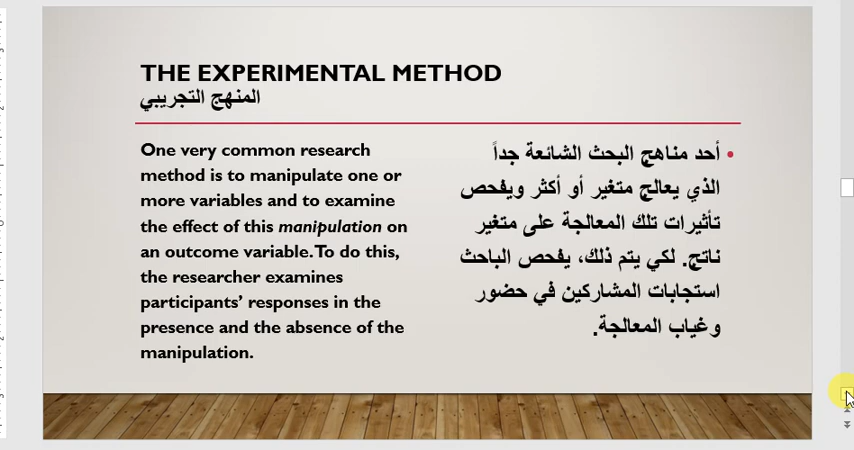 THE EXPERIMENTAL METHOD
المنهج التجريبي
One very common research
method is to manipulate one or
more variables and to examine
the effect of this manipulation on
an outcome variable. To do this,
the researcher examines
participants’ responses in the
presence and the absence of the
manipulation.
• أحد مناهج البحث الشائعة جداً
الذي يعالج متغير أو أكثر ويفحص
تأثيرات تلك المعالجة على متغير
ناتج. لكي يتم ذلك، يفحص الباحث
استجابات المشاركين في حضور
وغياب المعالجة.